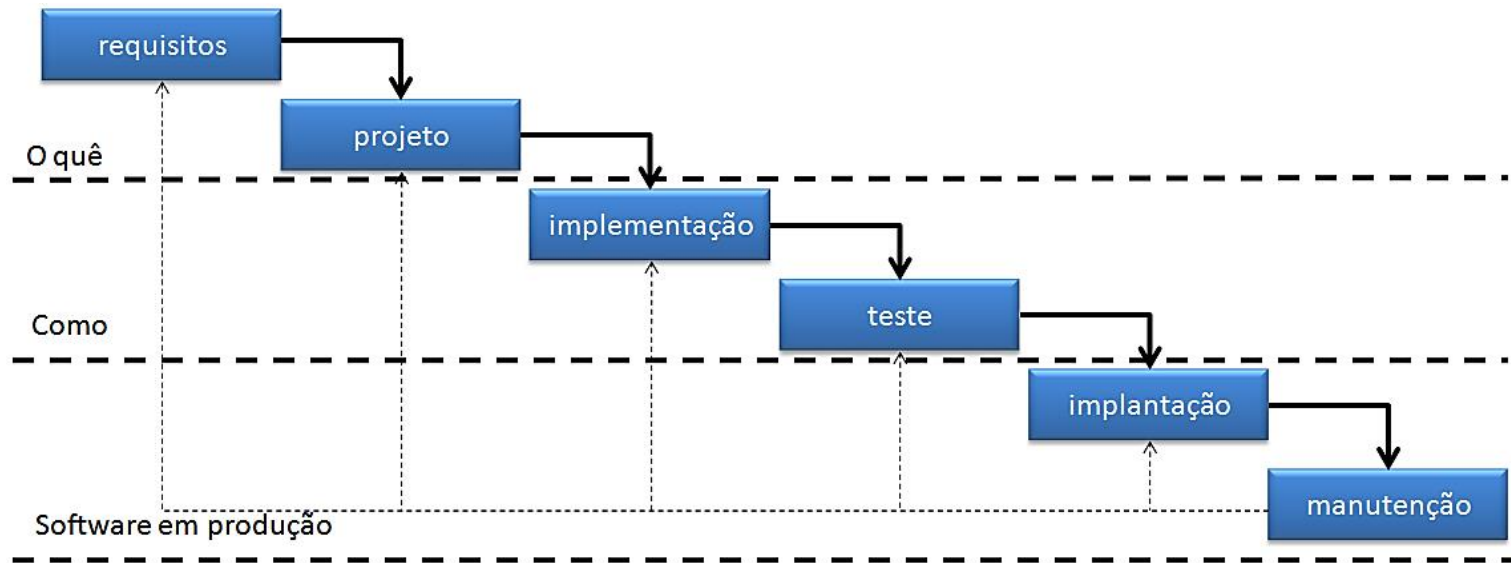 requisitos
projeto
O quê
implementação
teste
Como
implantação
manutenção
Software em produção